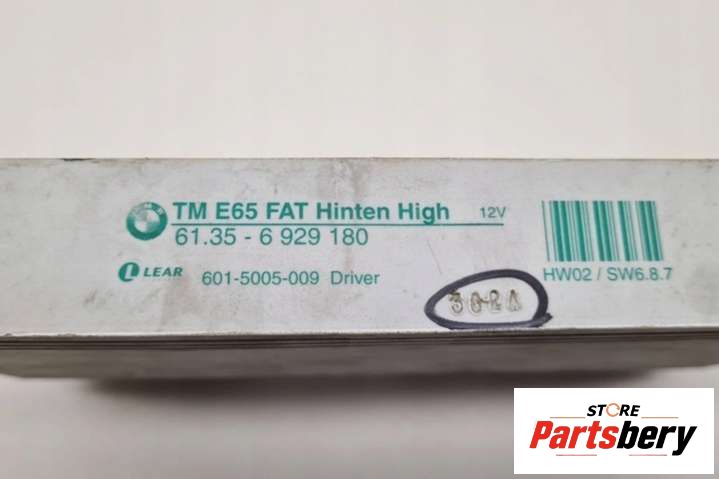 TM E65 FAT Hinten High 12V
61.35 - 6 929 180
LEAR 601-5005-009 Driver
HW02 / SW6.8.7
STORE
Partsbery